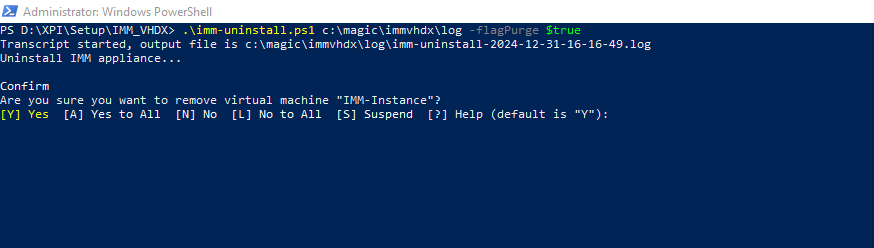 Administrator: Windows PowerShell
PS D:\XPI\Setup\IMM_VHDX> .\imm-uninstall.ps1 c:\magic\immvhdx\log -flagPurge $true
Transcript started, output file is c:\magic\immvhdx\log\imm-uninstall-2024-12-31-16-16-49.log
Uninstall IMM appliance...
Confirm
Are you sure you want to remove virtual machine "IMM-Instance"?
[Y] Yes  [A] Yes to All  [N] No  [L] No to All  [S] Suspend  [?] Help (default is "Y"):